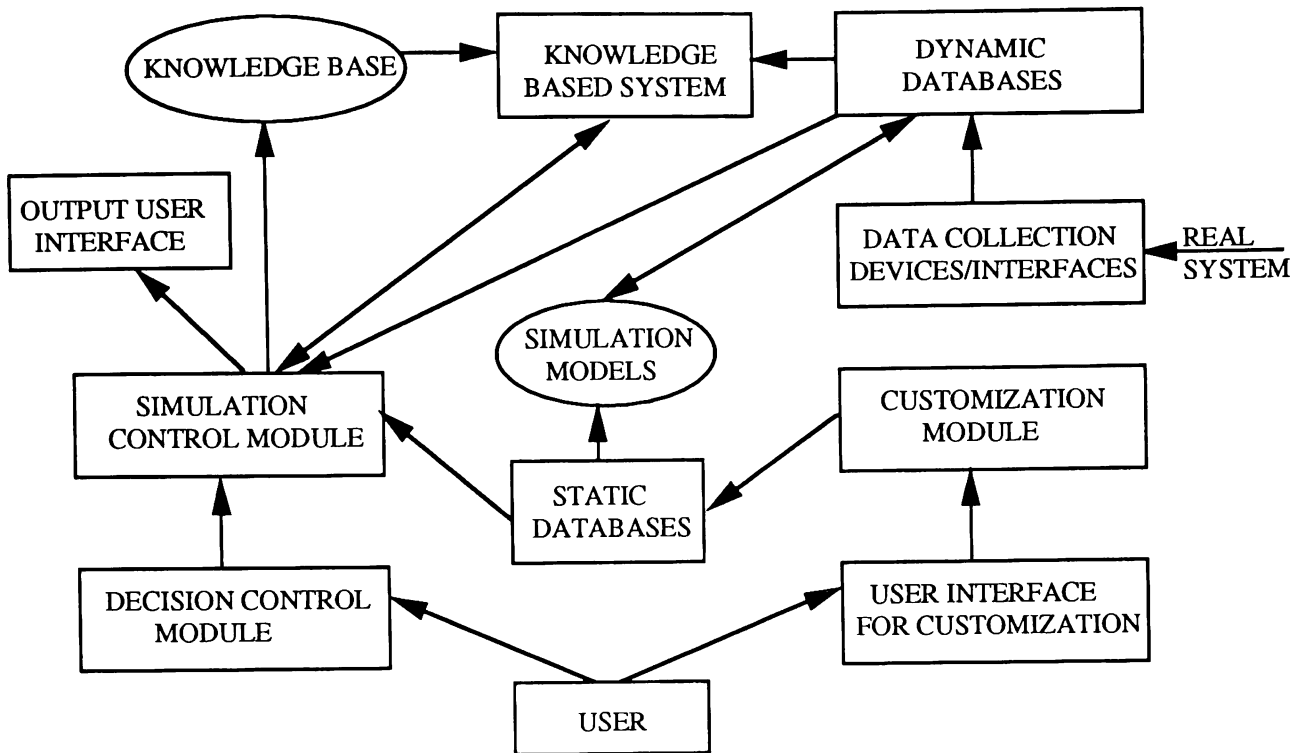 KNOWLEDGE BASE
KNOWLEDGE
BASED SYSTEM
DYNAMIC
DATABASES
OUTPUT USER
INTERFACE
DATA COLLECTION
DEVICES/INTERFACES
REAL
SYSTEM
SIMULATION
MODELS
SIMULATION
CONTROL MODULE
CUSTOMIZATION
MODULE
STATIC
DATABASES
DECISION CONTROL
MODULE
USER INTERFACE
FOR CUSTOMIZATION
USER